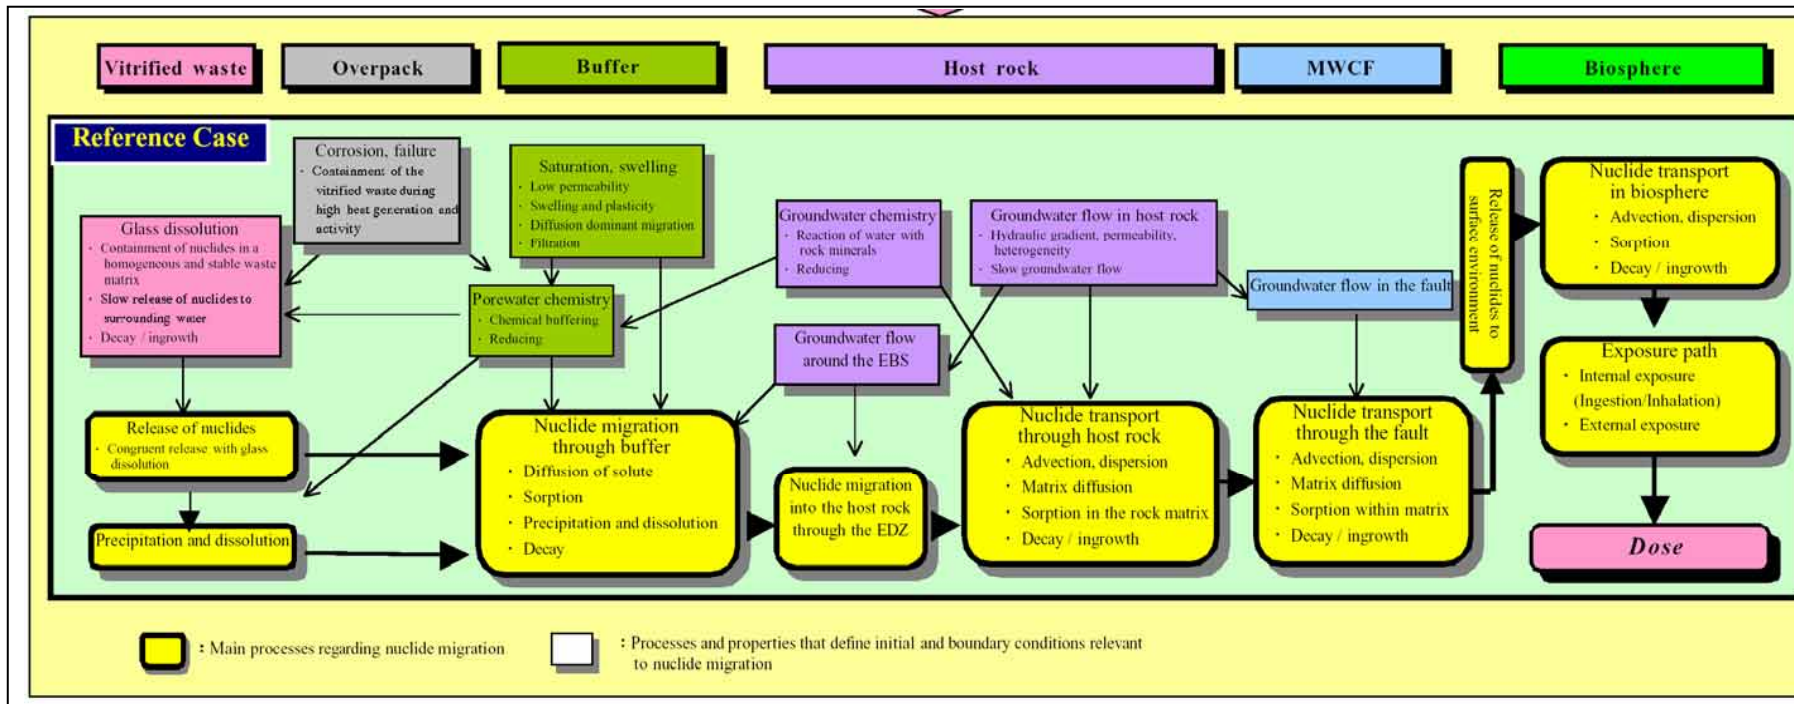 Vitrified waste
Overpack
Buffer
Host rock
MWCF
Biosphere
Reference Case
Corrosion, failure
· Containment of the
vitrified waste during
high heat generation and
activity
Glass dissolution
· Containment of nuclides in a
homogeneous and stable waste
matrix
· Slow release of nuclides to
surrounding water
· Decay / ingrowth
Saturation, swelling
· Low permeability
· Swelling and plasticity
· Diffusion dominant migration
· Filtration
Porewater chemistry
· Chemical buffering
· Reducing
Groundwater chemistry
· Reaction of water with
rock minerals
· Reducing
Groundwater flow
around the EBS
Groundwater flow in host rock
· Hydraulic gradient, permeability,
heterogeneity
· Slow groundwater flow
Groundwater flow in the fault
Release of nuclides
· Congruent release with glass
dissolution
Precipitation and dissolution
Nuclide migration
through buffer
· Diffusion of solute
· Sorption
· Precipitation and dissolution
· Decay
Nuclide migration
into the host rock
through the EDZ
Nuclide transport
through host rock
· Advection, dispersion
· Matrix diffusion
· Sorption in the rock matrix
· Decay / ingrowth
Nuclide transport
through the fault
· Advection, dispersion
· Matrix diffusion
· Sorption within matrix
· Decay / ingrowth
Release of nuclides to
surface environment
Nuclide transport
in biosphere
· Advection, dispersion
· Sorption
· Decay / ingrowth
Exposure path
· Internal exposure
(Ingestion/Inhalation)
· External exposure
Dose
: Main processes regarding nuclide migration
: Processes and properties that define initial and boundary conditions relevant
to nuclide migration